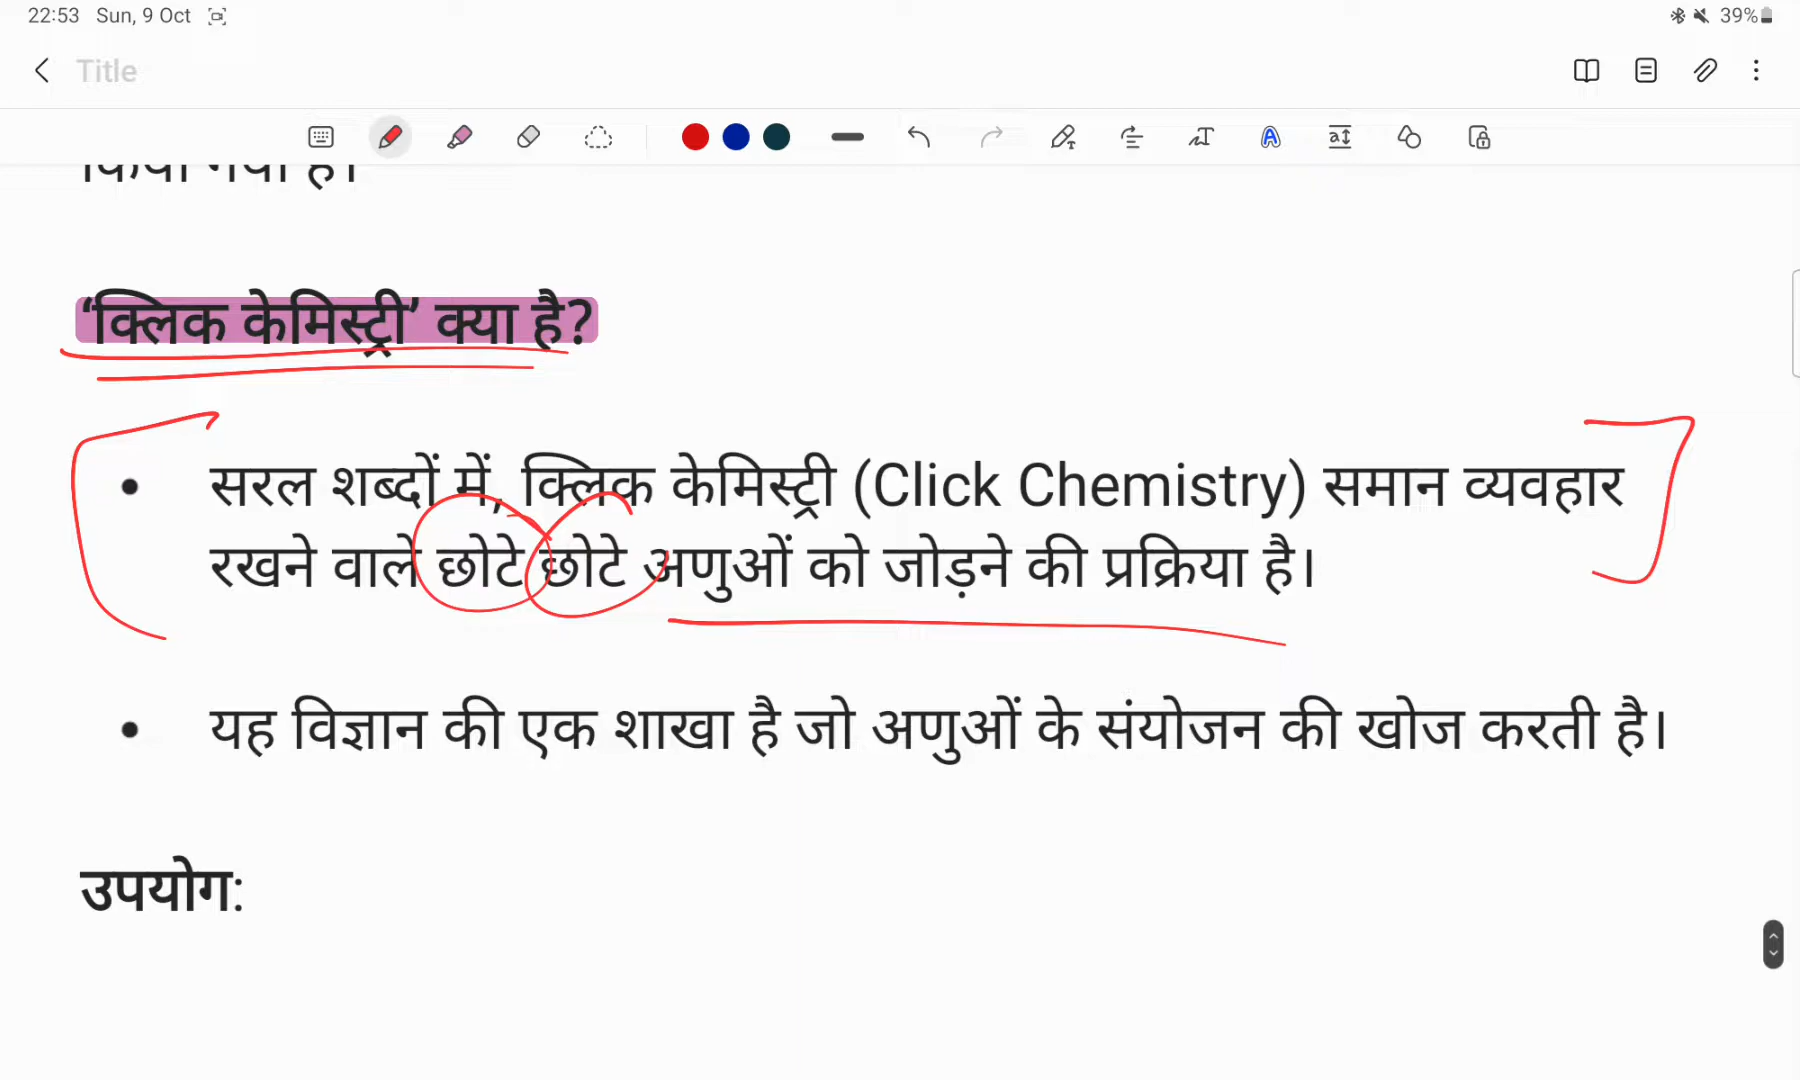 22:53 Sun, 9 Oct
39%
Title
किया गया है।
‘क्लिक केमिस्ट्री’ क्या है?
• सरल शब्दों में, क्लिक केमिस्ट्री (Click Chemistry) समान व्यवहार
रखने वाले छोटे छोटे अणुओं को जोड़ने की प्रक्रिया है।
• यह विज्ञान की एक शाखा है जो अणुओं के संयोजन की खोज करती है।
उपयोग: